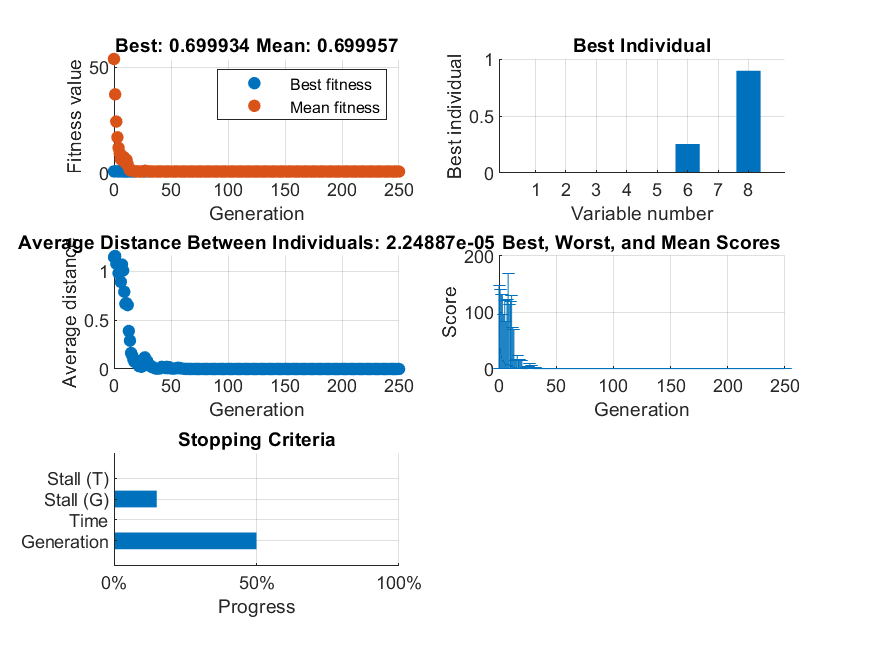 Best: 0.699934 Mean: 0.699957
Fitness value
50
0
Best fitness
Mean fitness
0 50 100 150 200 250
Generation
Best Individual
Best individual
1
0.5
0
1 2 3 4 5 6 7 8
Variable number
Average Distance Between Individuals: 2.24887e-05
Average distance
1
0.5
0
0 50 100 150 200 250
Generation
Best, Worst, and Mean Scores
Score
200
100
0
0 50 100 150 200 250
Generation
Stopping Criteria
Stall (T)
Stall (G)
Time
Generation
0% 50% 100%
Progress